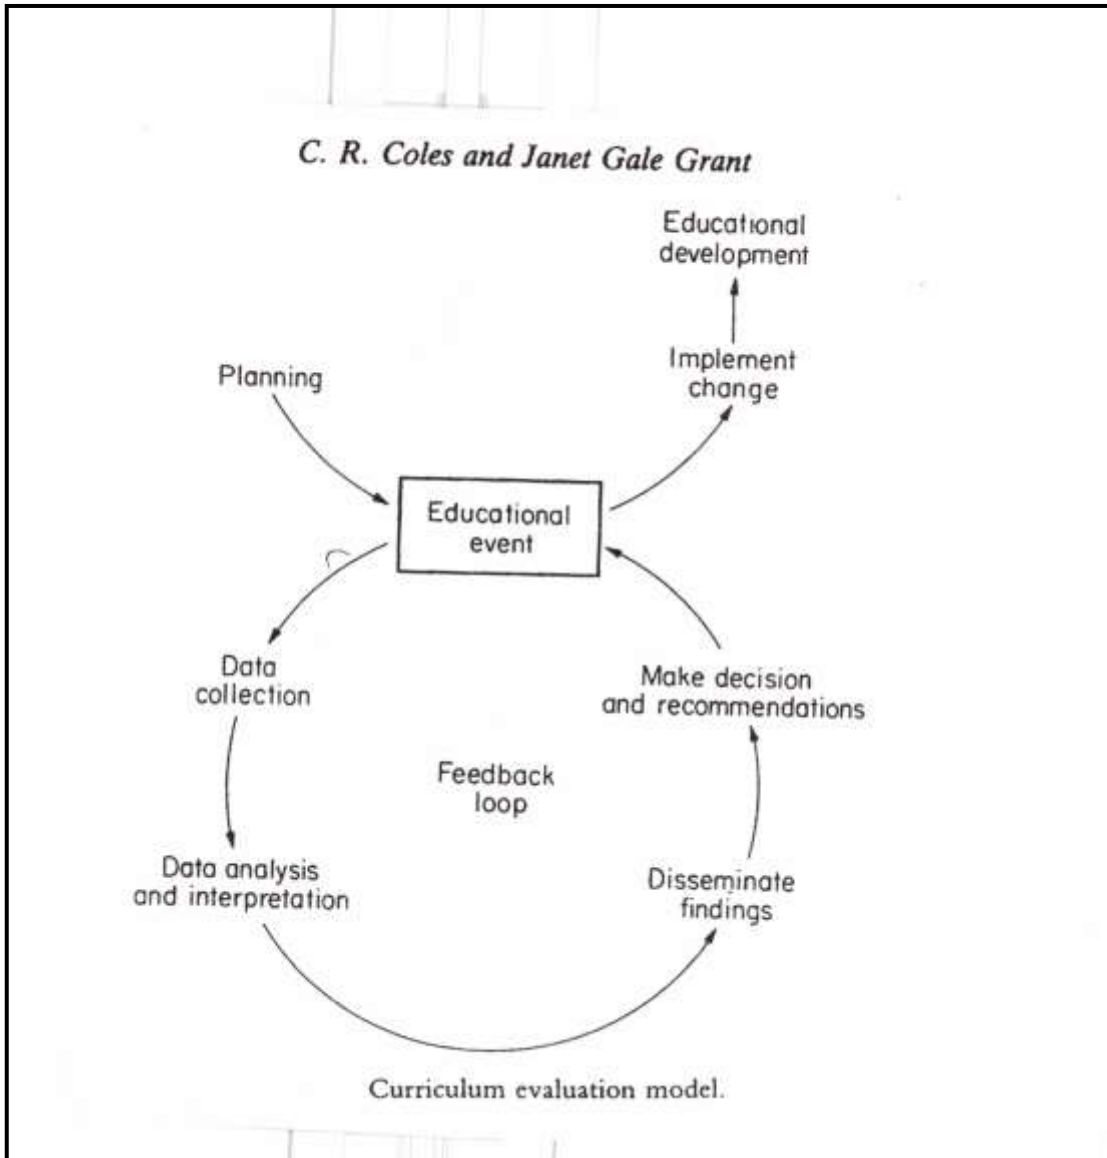 C. R. Coles and Janet Gale Grant
Educational
development
Implement
change
Planning
Educational
event
Data
collection
Make decision
and recommendations
Feedback
loop
Data analysis
and interpretation
Disseminate
findings
Curriculum evaluation model.